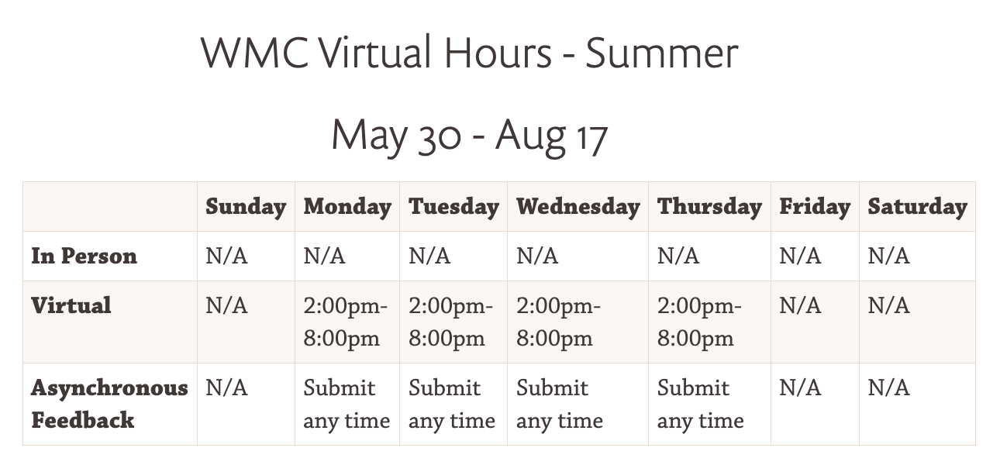 WMC Virtual Hours - Summer
May 30 - Aug 17
Sunday Monday Tuesday Wednesday Thursday Friday Saturday
In Person N/A N/A N/A N/A N/A N/A N/A
Virtual N/A 2:00pm- 2:00pm- 2:00pm- 2:00pm- N/A N/A
8:00pm 8:00pm 8:00pm 8:00pm
Asynchronous N/A Submit Submit Submit Submit N/A N/A
Feedback any time any time any time any time